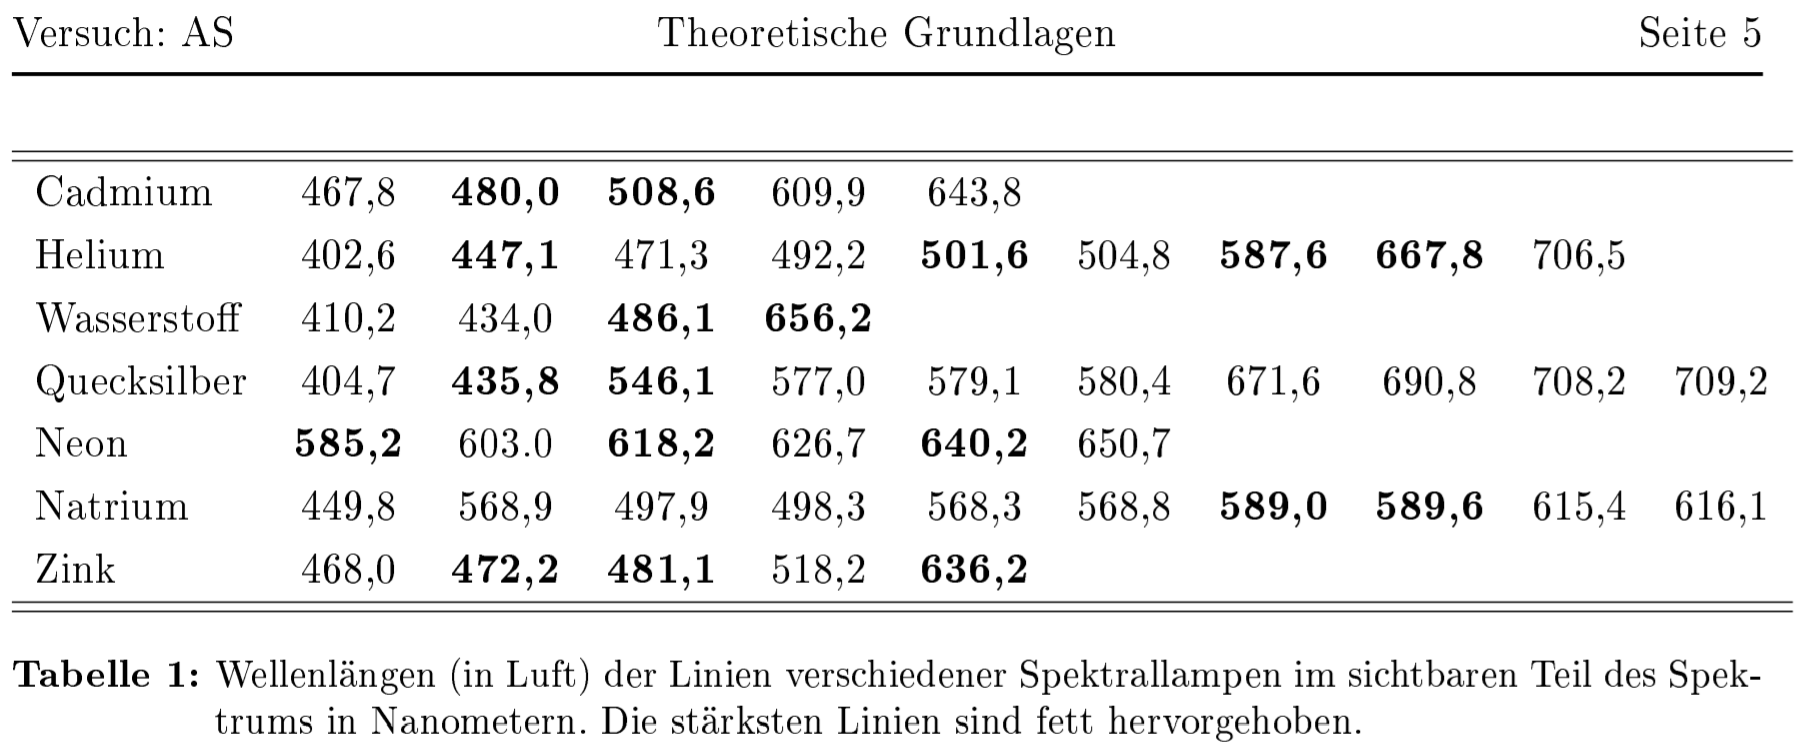 Versuch: AS Theoretische Grundlagen Seite 5
Cadmium 467,8 480,0 508,6 609,9 643,8
Helium 402,6 447,1 471,3 492,2 501,6 504,8 587,6 667,8 706,5
Wasserstoff 410,2 434,0 486,1 656,2
Quecksilber 404,7 435,8 546,1 577,0 579,1 580,4 671,6 690,8 708,2 709,2
Neon 585,2 603.0 618,2 626,7 640,2 650,7
Natrium 449,8 568,9 497,9 498,3 568,3 568,8 589,0 589,6 615,4 616,1
Zink 468,0 472,2 481,1 518,2 636,2
Tabelle 1: Wellenlängen (in Luft) der Linien verschiedener Spektrallampen im sichtbaren Teil des Spek-
trums in Nanometern. Die stärksten Linien sind fett hervorgehoben.